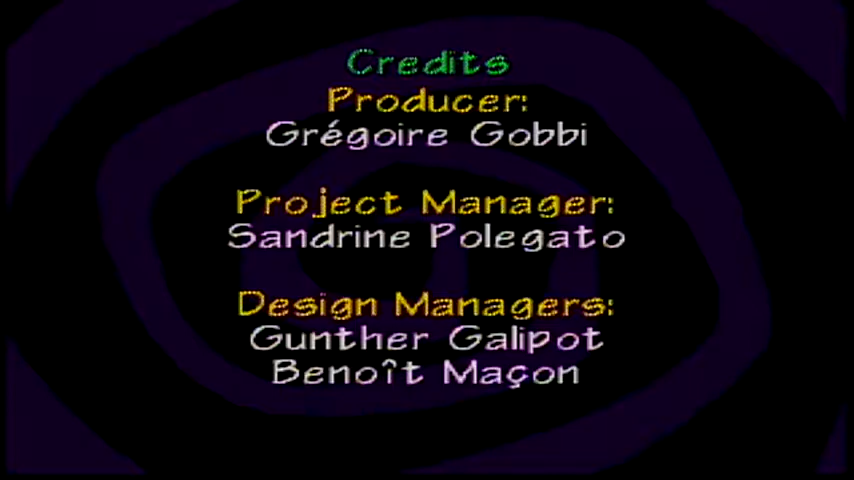 Credits
Producer:
Grégoire Gobbi
Project Manager:
Sandrine Polegato
Design Managers:
Gunther Galipot
Benoît Maçon